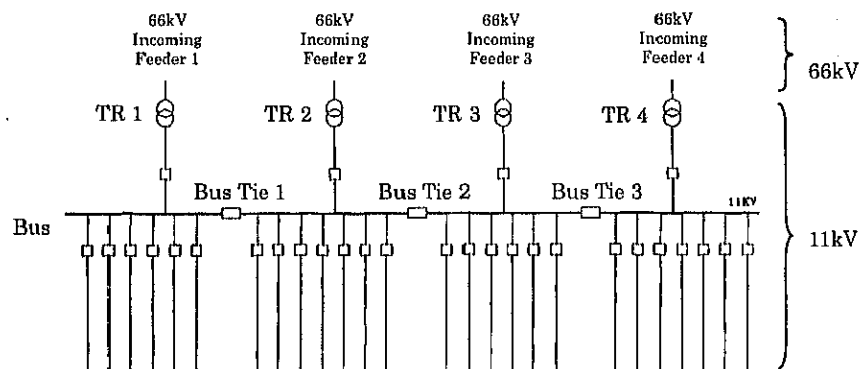 66kV
Incoming
Feeder 1
66kV
Incoming
Feeder 2
66kV
Incoming
Feeder 3
66kV
Incoming
Feeder 4
66kV
TR 1
TR 2
TR 3
TR 4
Bus Tie 1
Bus Tie 2
Bus Tie 3
11KV
Bus
11kV